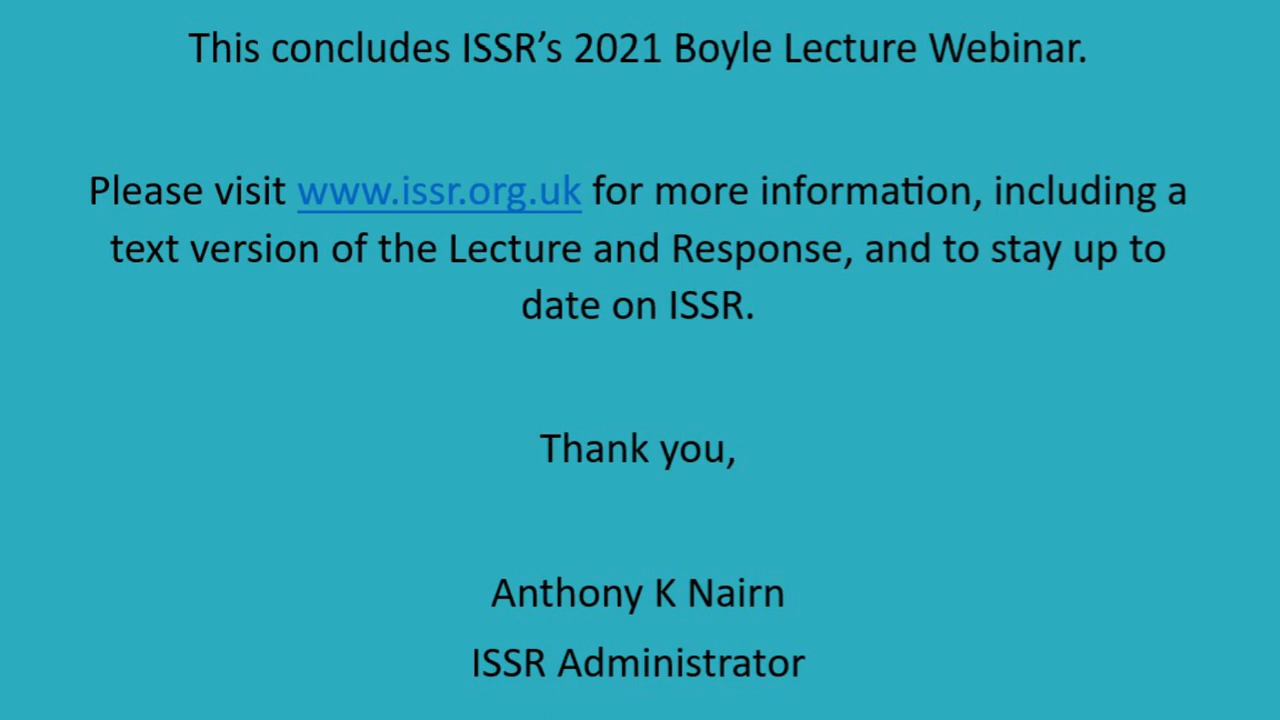 This concludes ISSR’s 2021 Boyle Lecture Webinar.
Please visit www.issr.org.uk for more information, including a
text version of the Lecture and Response, and to stay up to
date on ISSR.
Thank you,
Anthony K Nairn
ISSR Administrator